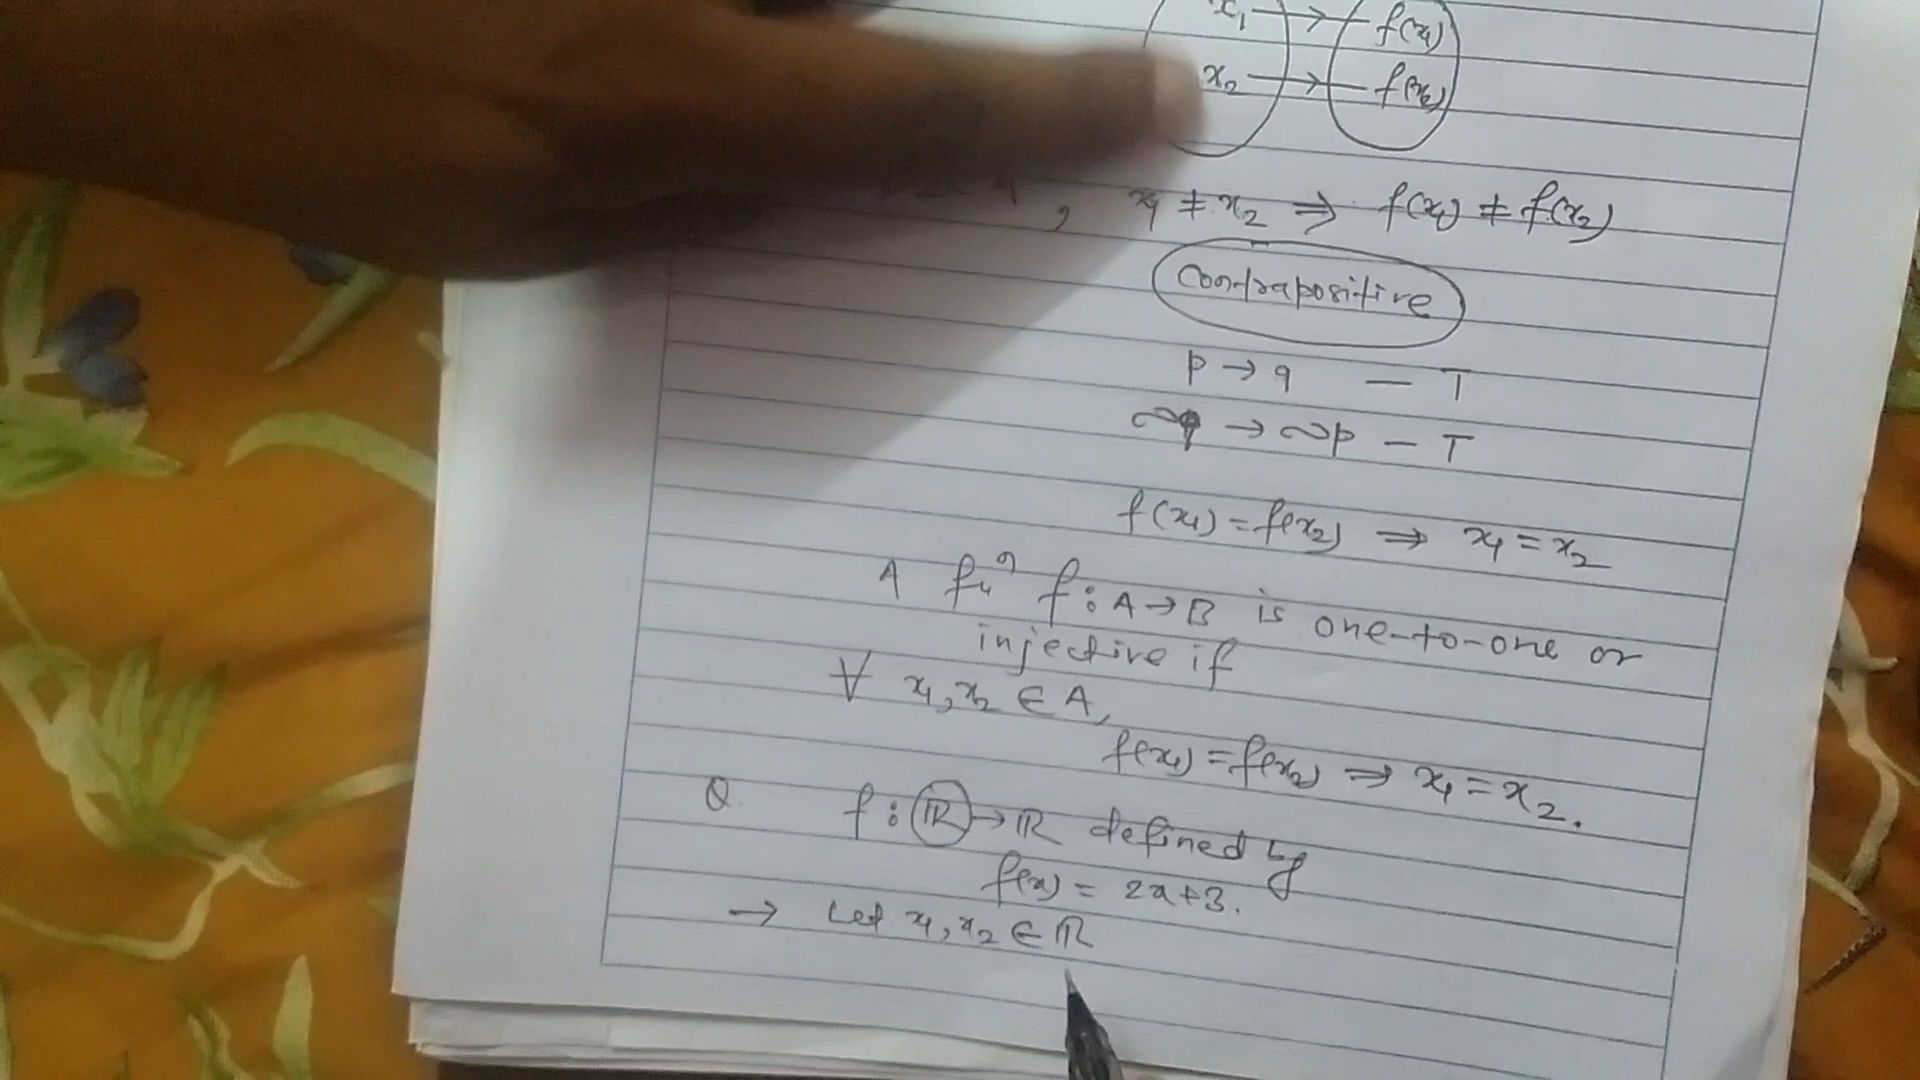 x₁ → f(x₁)
x₂ → f(x₂)
, x₁ ≠ x₂ ⇒ f(x₁) ≠ f(x₂)
Contrapositive
p → q — T
∼q → ∼p — T
f(x₁) = f(x₂) ⇒ x₁ = x₂
A fuⁿ f : A → B is one-to-one or
injective if
∀ x₁, x₂ ∈ A,
f(x₁) = f(x₂) ⇒ x₁ = x₂.
Q f : ℝ → ℝ defined by
f(x) = 2x+3.
→ Let x₁, x₂ ∈ ℝ